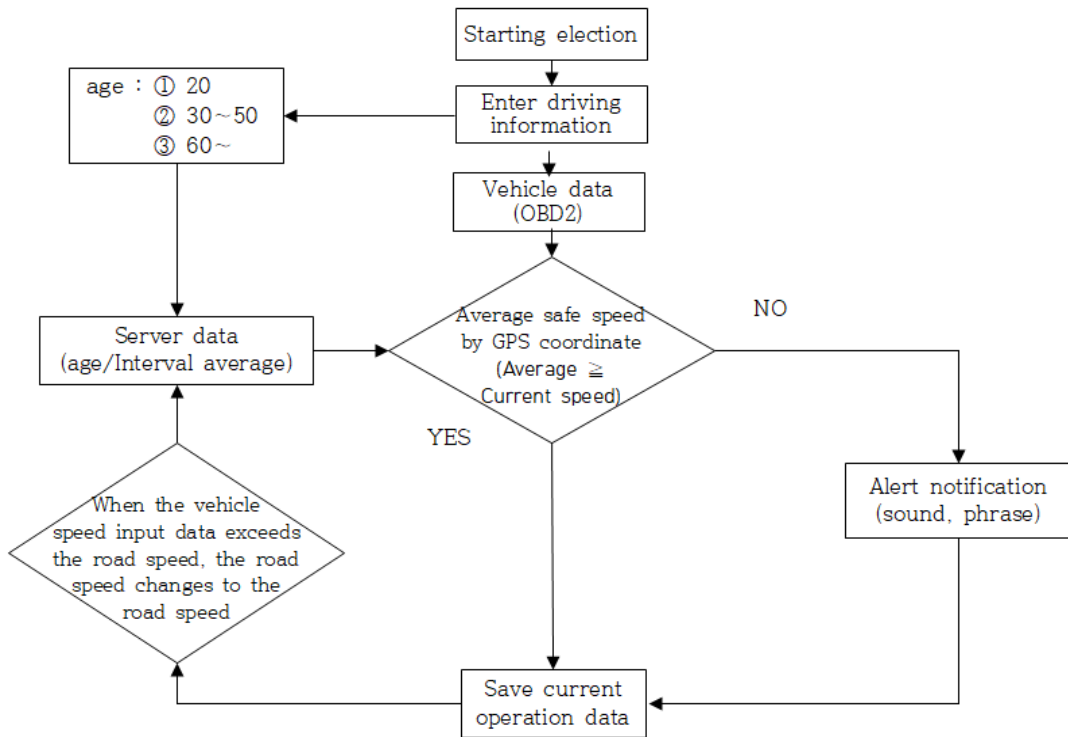 Starting election
age : ① 20
② 30~50
③ 60~
Enter driving
information
Vehicle data
(OBD2)
Average safe speed
by GPS coordinate
(Average ≧
Current speed)
NO
Server data
(age/Interval average)
YES
When the vehicle
speed input data exceeds
the road speed, the road
speed changes to the
road speed
Alert notification
(sound, phrase)
Save current
operation data